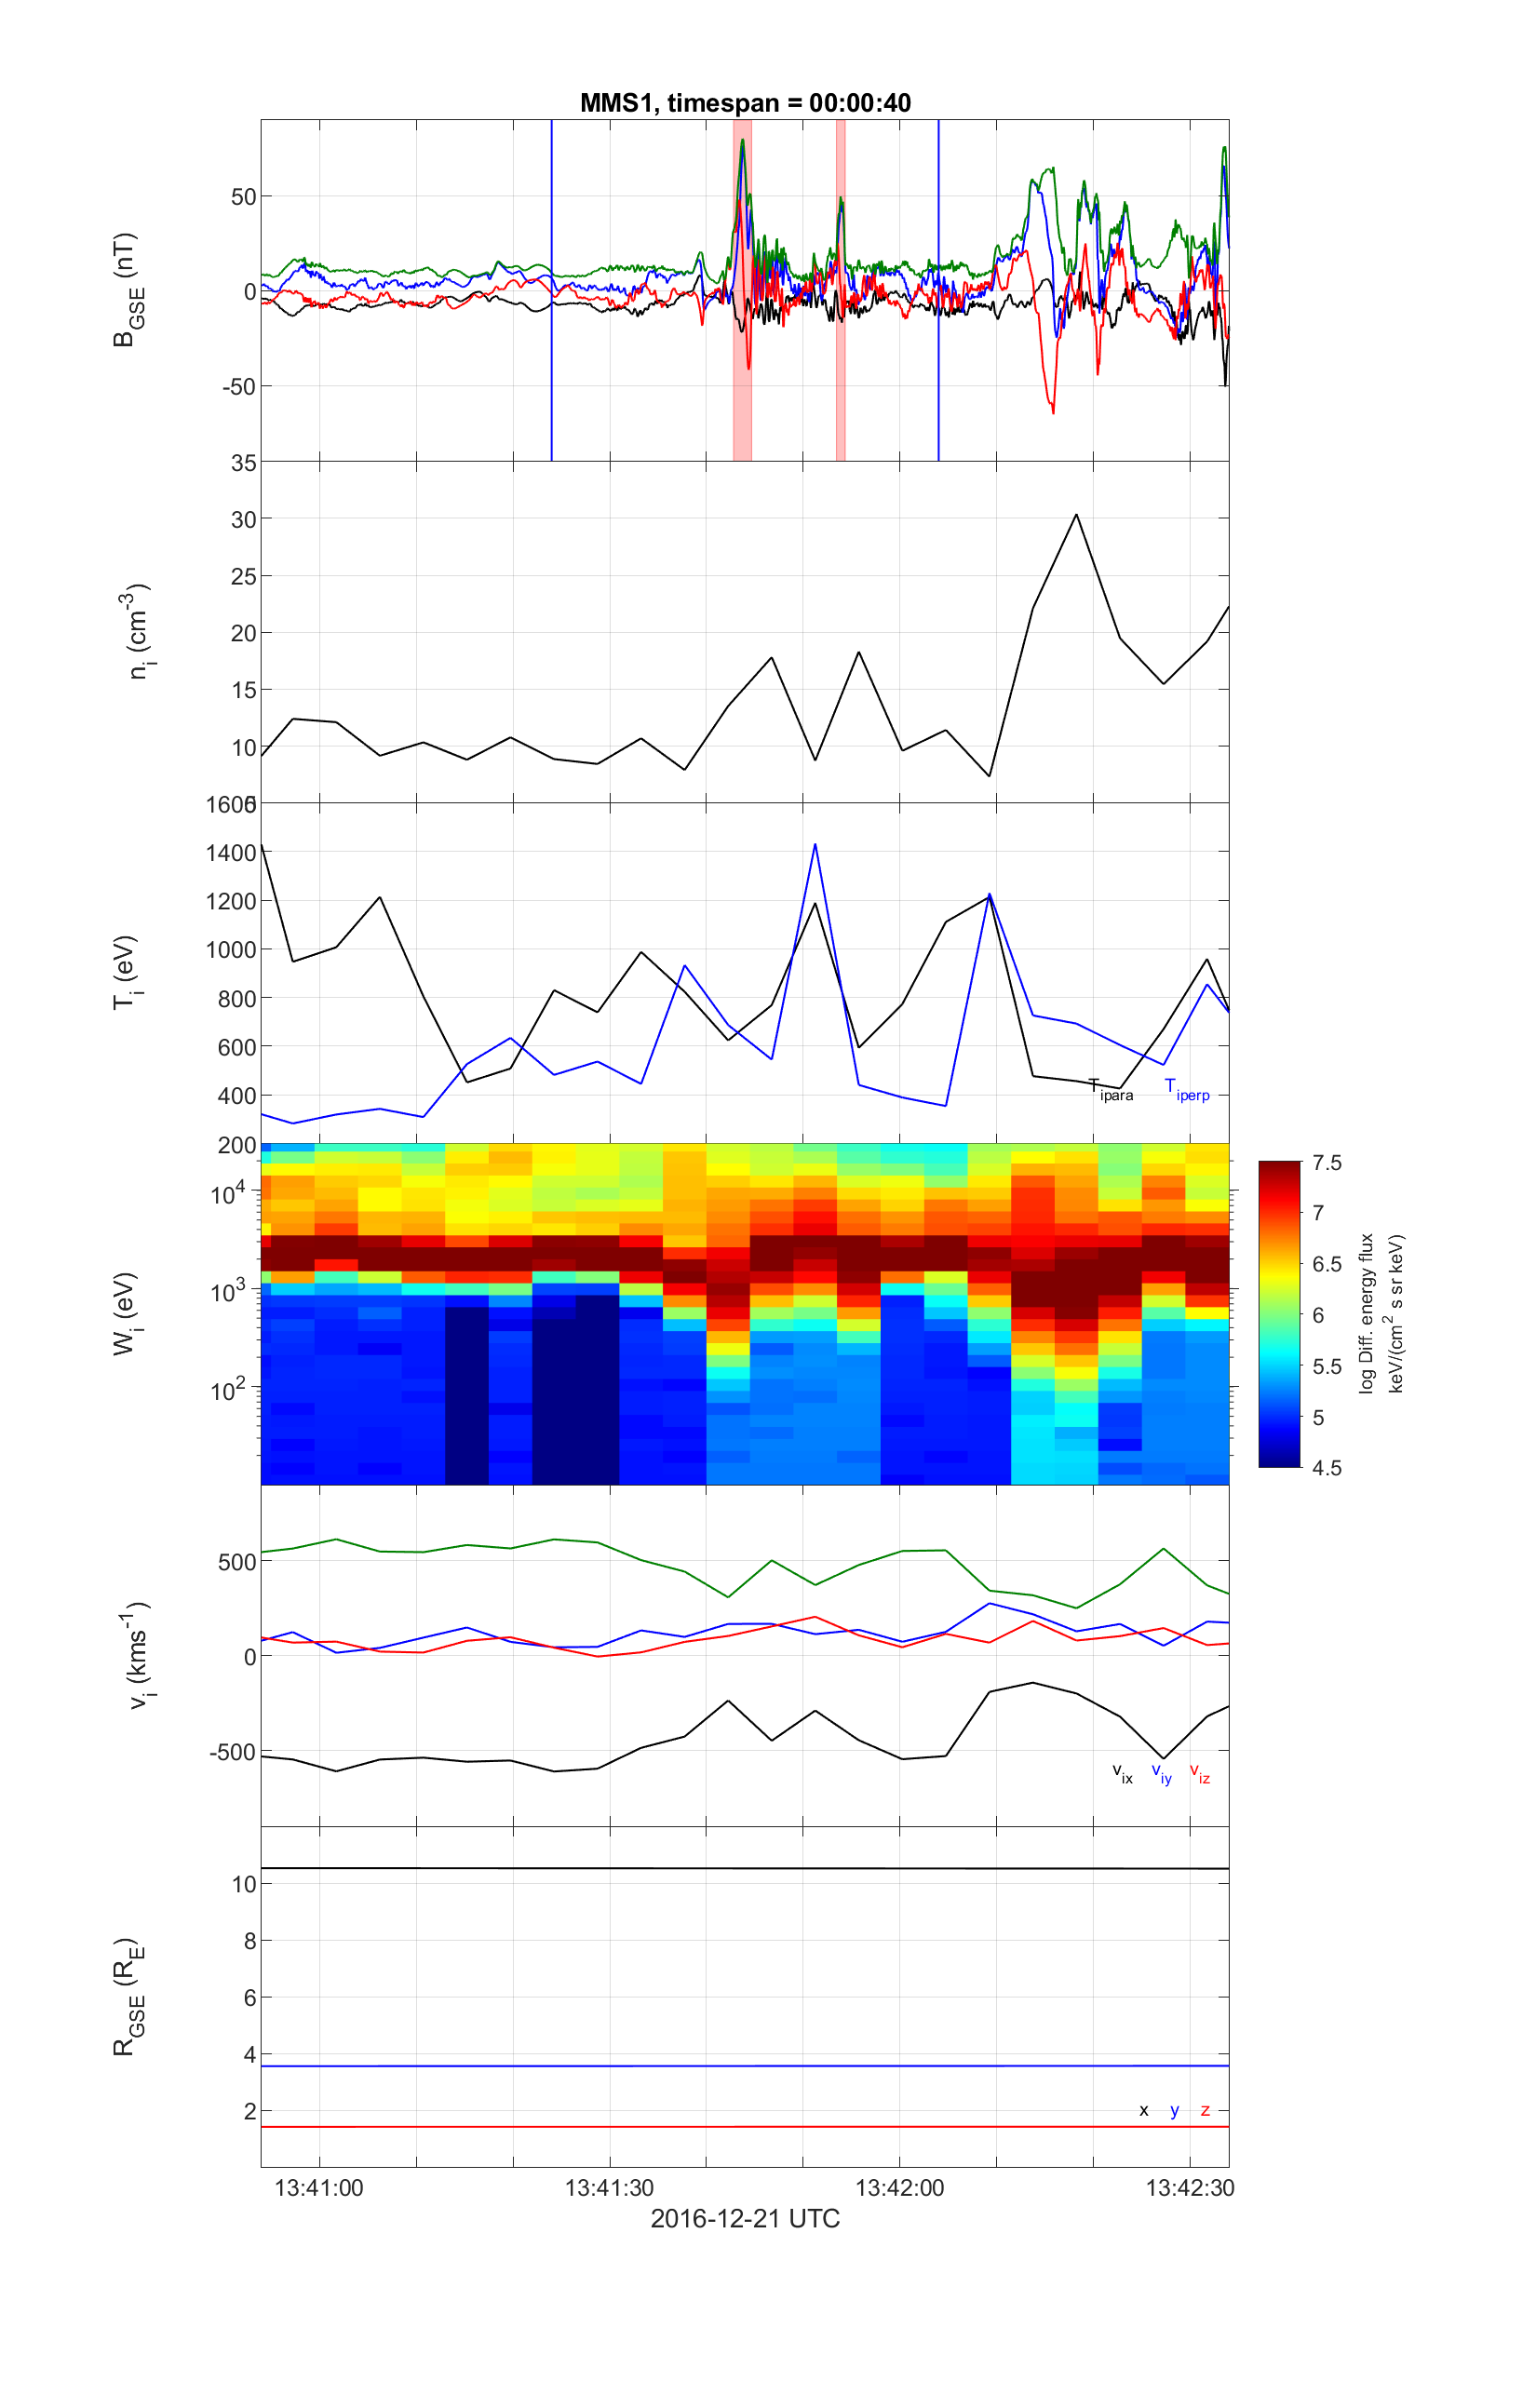 MMS1, timespan = 00:00:40
B_GSE (nT)
50
0
-50
n_i (cm^-3)
35
30
25
20
15
10
5
T_i (eV)
1600
1400
1200
1000
800
600
400
200
T_ipara T_iperp
W_i (eV)
10^4
10^3
10^2
7.5
7
6.5
6
5.5
5
4.5
log Diff. energy flux
keV/(cm^2 s sr keV)
v_i (kms^-1)
500
0
-500
v_ix v_iy v_iz
R_GSE (R_E)
10
8
6
4
2
x y z
13:41:00 13:41:30 13:42:00 13:42:30
2016-12-21 UTC